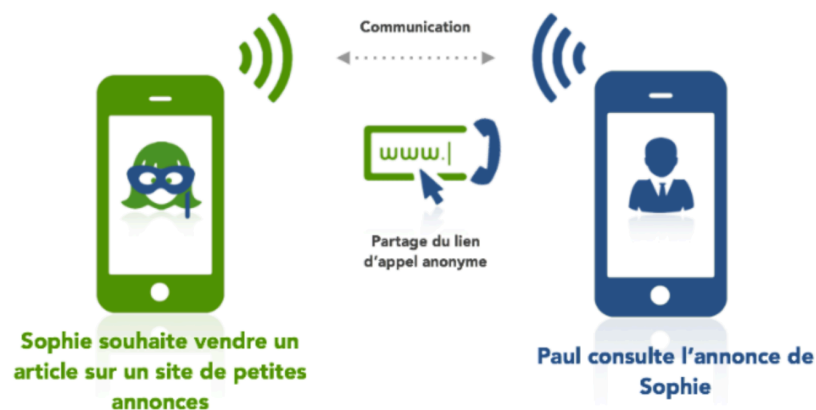 Communication
www.
Partage du lien
d'appel anonyme
Sophie souhaite vendre un
article sur un site de petites
annonces
Paul consulte l'annonce de
Sophie